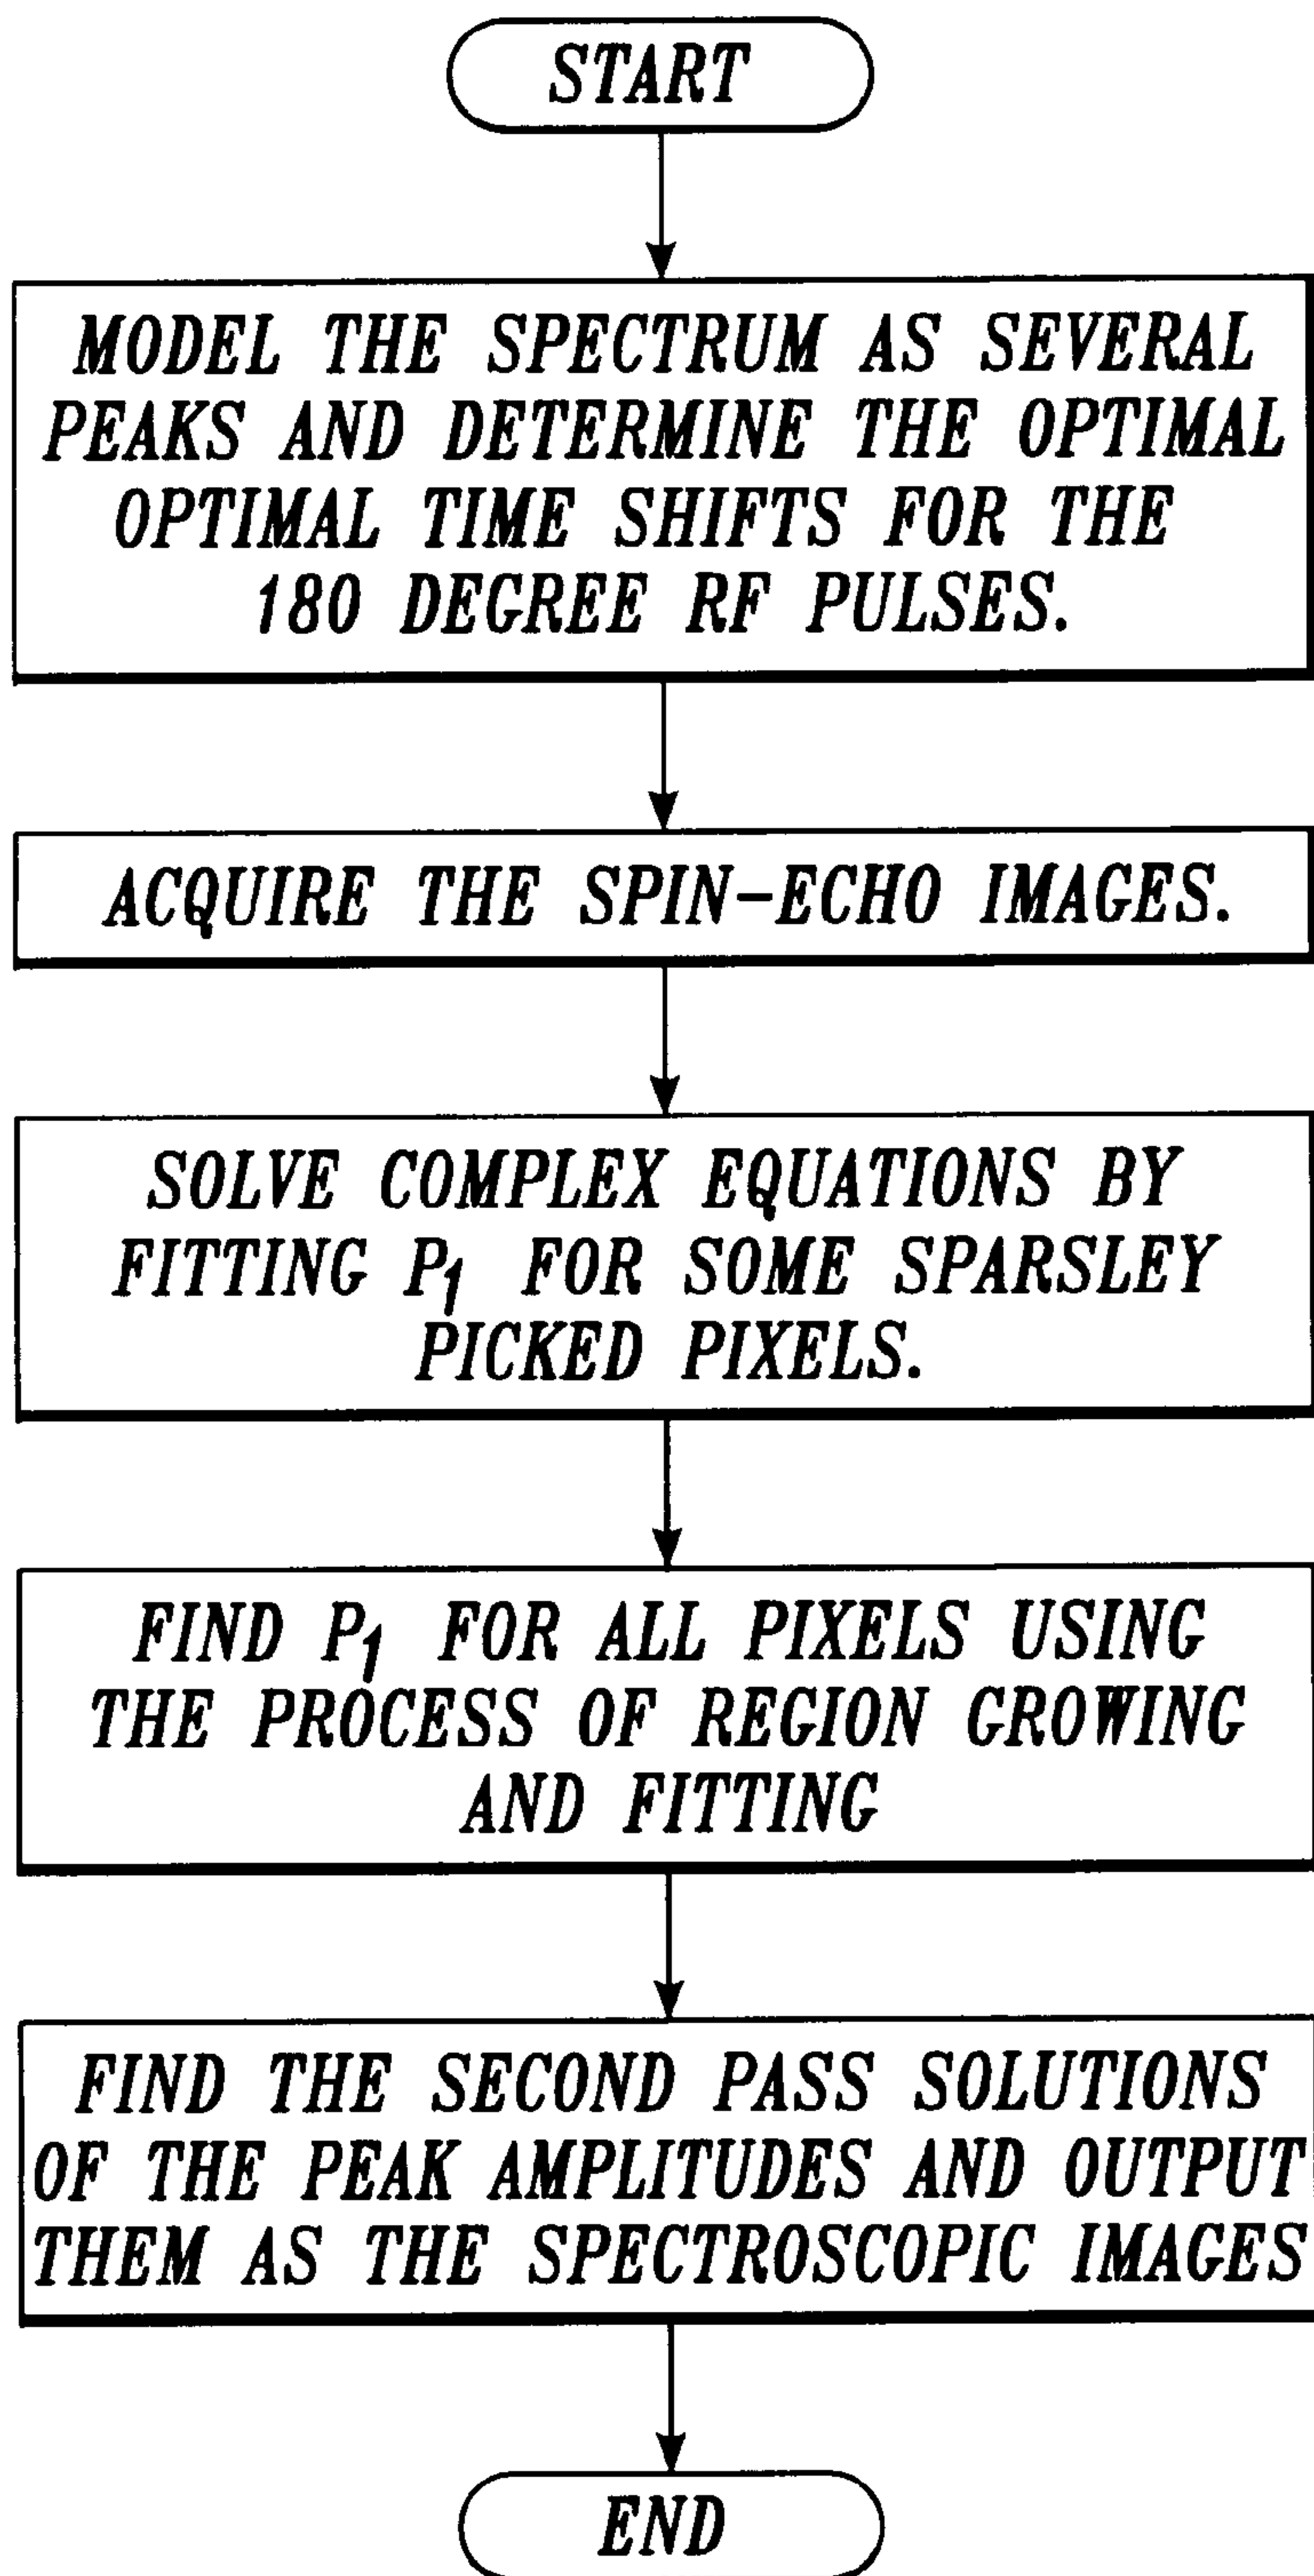 START
MODEL THE SPECTRUM AS SEVERAL
PEAKS AND DETERMINE THE OPTIMAL
OPTIMAL TIME SHIFTS FOR THE
180 DEGREE RF PULSES.
ACQUIRE THE SPIN-ECHO IMAGES.
SOLVE COMPLEX EQUATIONS BY
FITTING P₁ FOR SOME SPARSLEY
PICKED PIXELS.
FIND P₁ FOR ALL PIXELS USING
THE PROCESS OF REGION GROWING
AND FITTING
FIND THE SECOND PASS SOLUTIONS
OF THE PEAK AMPLITUDES AND OUTPUT
THEM AS THE SPECTROSCOPIC IMAGES
END